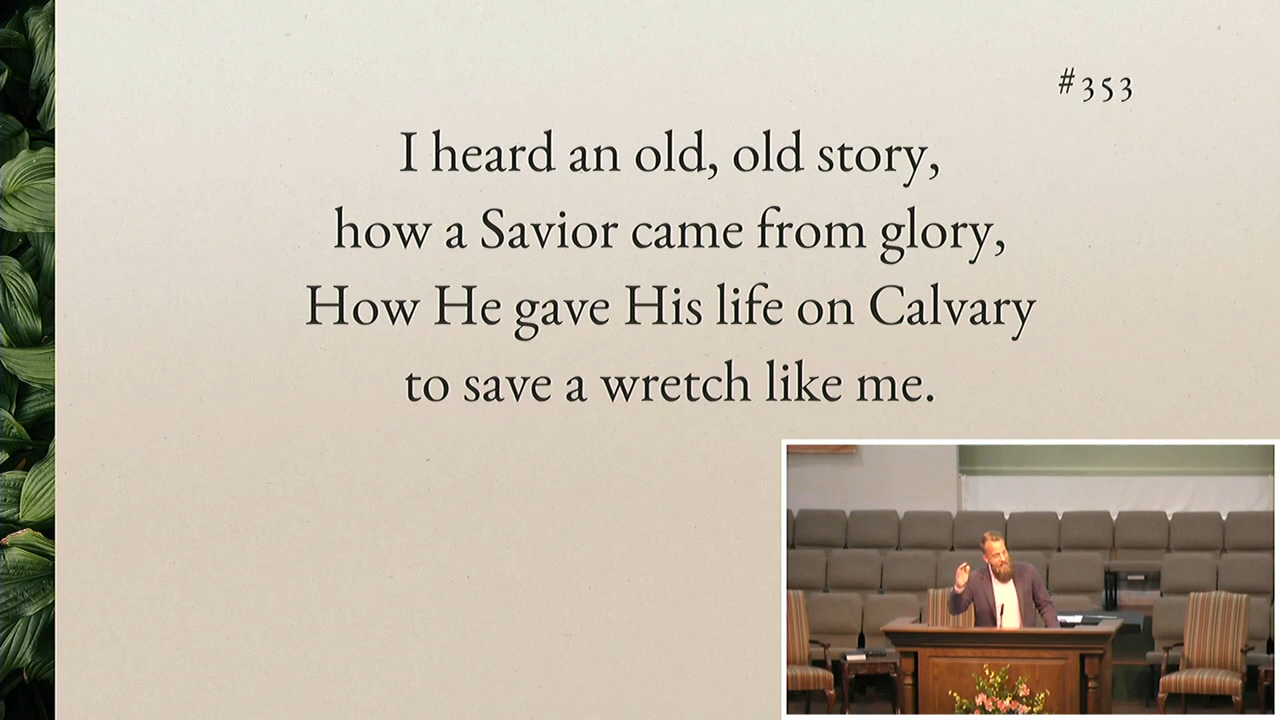 #353
I heard an old, old story,
how a Savior came from glory,
How He gave His life on Calvary
to save a wretch like me.